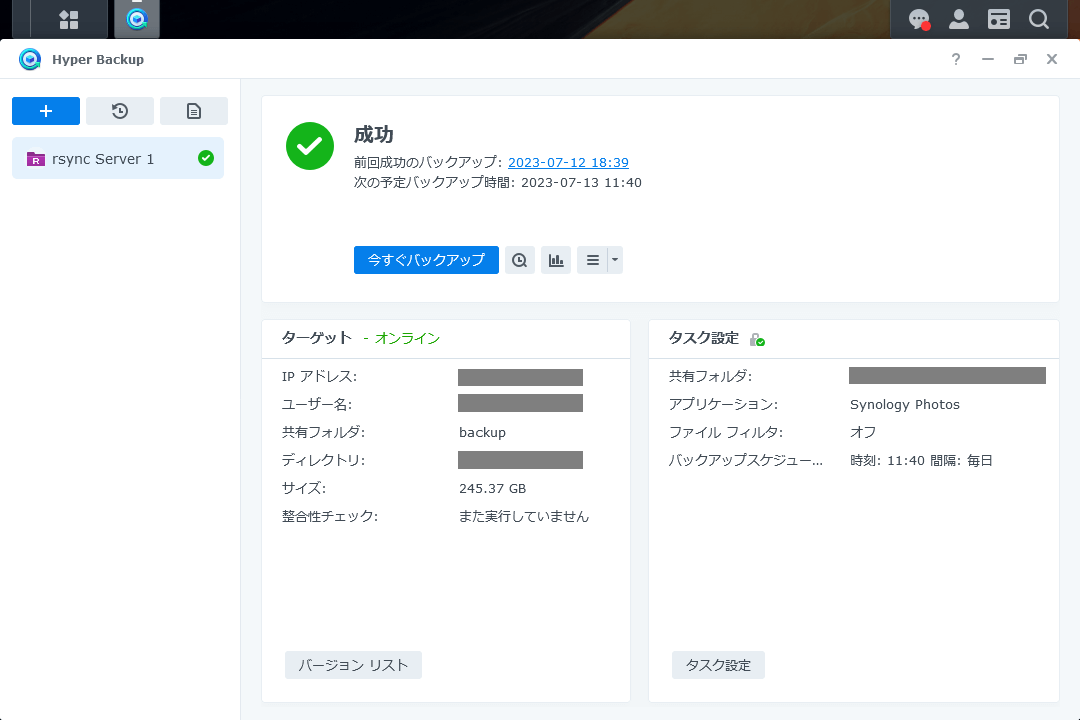 Hyper Backup
rsync Server 1
成功
前回成功のバックアップ: 2023-07-12 18:39
次の予定バックアップ時間: 2023-07-13 11:40
今すぐバックアップ
ターゲット - オンライン
IP アドレス:
ユーザー名:
共有フォルダ: backup
ディレクトリ:
サイズ: 245.37 GB
整合性チェック: また実行していません
バージョン リスト
タスク設定
共有フォルダ:
アプリケーション: Synology Photos
ファイル フィルタ: オフ
バックアップスケジュー... 時刻: 11:40 間隔: 毎日
タスク設定